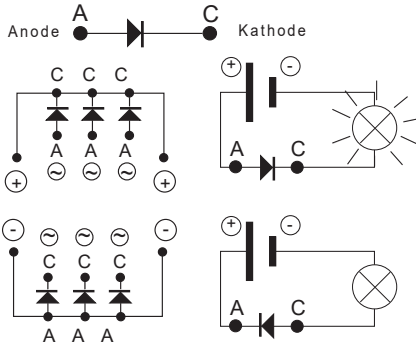 Anode A C Kathode
C C C
A A A
~ ~ ~
+ +
+ -
A C
- ~ ~ ~ -
C C C
A A A
+ -
A C